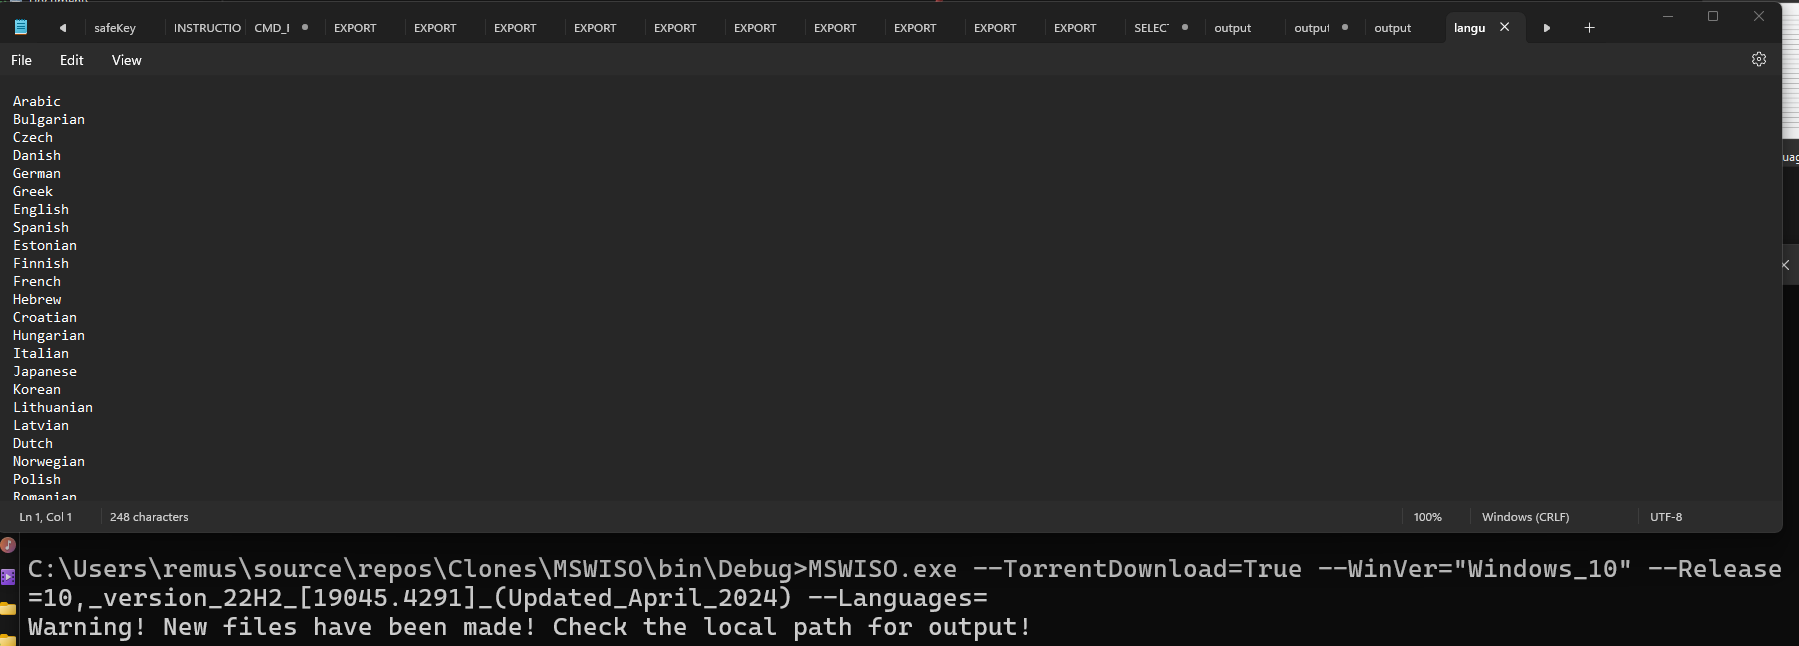 safeKey INSTRUCTIO CMD_I EXPORT EXPORT EXPORT EXPORT EXPORT EXPORT EXPORT EXPORT EXPORT EXPORT SELEC output output output langu
File Edit View
Arabic
Bulgarian
Czech
Danish
German
Greek
English
Spanish
Estonian
Finnish
French
Hebrew
Croatian
Hungarian
Italian
Japanese
Korean
Lithuanian
Latvian
Dutch
Norwegian
Polish
Romanian
Ln 1, Col 1 248 characters 100% Windows (CRLF) UTF-8
C:\Users\remus\source\repos\Clones\MSWISO\bin\Debug>MSWISO.exe --TorrentDownload=True --WinVer="Windows_10" --Release
=10,_version_22H2_[19045.4291]_(Updated_April_2024) --Languages=
Warning! New files have been made! Check the local path for output!